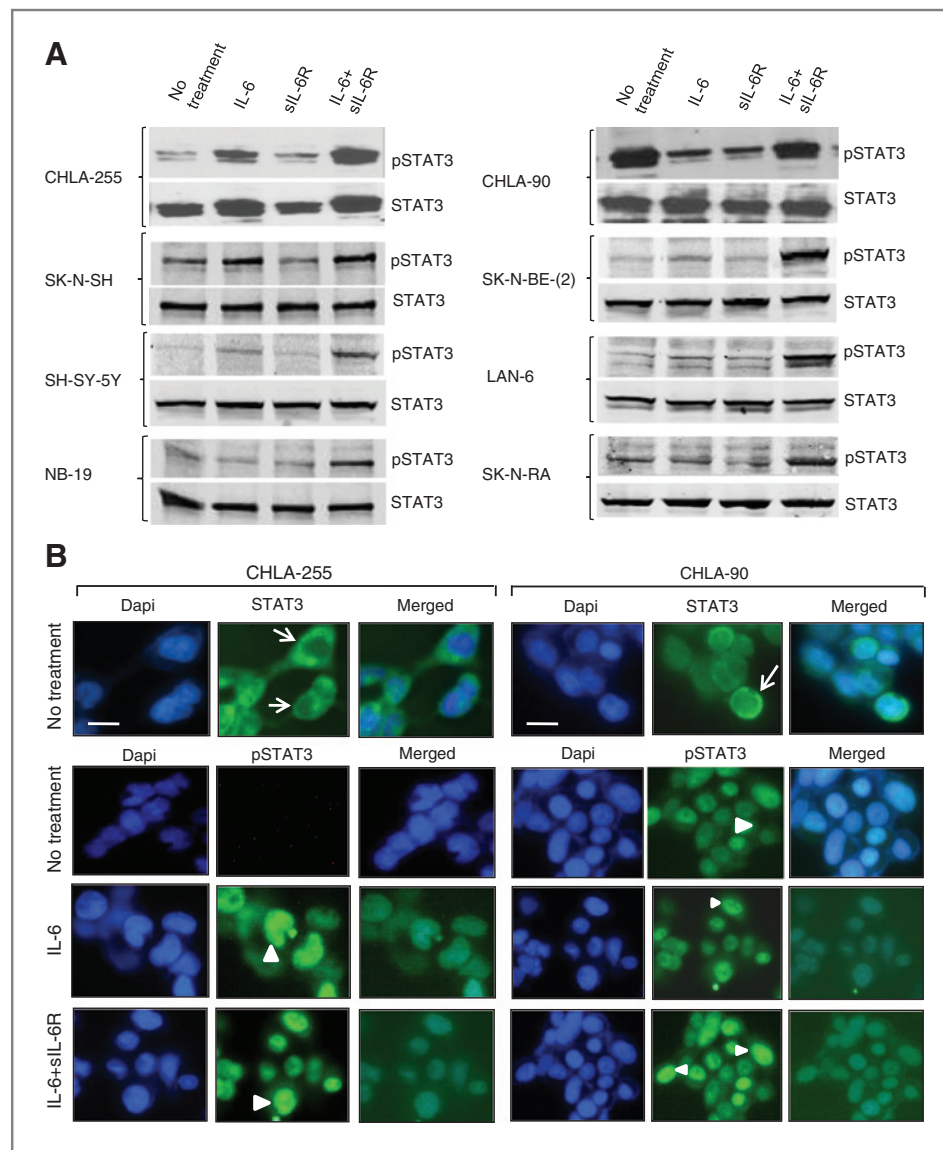 A
No treatment
IL-6
sIL-6R
IL-6+ sIL-6R
No treatment
IL-6
sIL-6R
IL-6+ sIL-6R
CHLA-255
pSTAT3
STAT3
CHLA-90
pSTAT3
STAT3
SK-N-SH
pSTAT3
STAT3
SK-N-BE-(2)
pSTAT3
STAT3
SH-SY-5Y
pSTAT3
STAT3
LAN-6
pSTAT3
STAT3
NB-19
pSTAT3
STAT3
SK-N-RA
pSTAT3
STAT3
B
CHLA-255
CHLA-90
Dapi STAT3 Merged
Dapi STAT3 Merged
No treatment
Dapi pSTAT3 Merged
Dapi pSTAT3 Merged
No treatment
IL-6
IL-6+sIL-6R